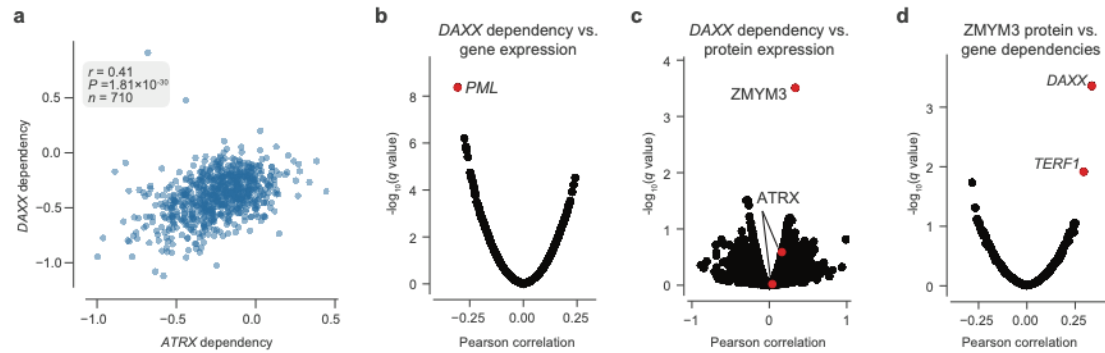 a
r = 0.41
P =1.81×10⁻³⁰
n = 710
0.5
0.0
−0.5
−1.0
DAXX dependency
−1.0
−0.5
0.0
0.5
ATRX dependency
b
DAXX dependency vs.
gene expression
PML
8
6
4
2
0
-log₁₀(q value)
−0.25
0.00
0.25
Pearson correlation
c
DAXX dependency vs.
protein expression
4
3
2
1
0
-log₁₀(q value)
ZMYM3
ATRX
−1
0
1
Pearson correlation
d
ZMYM3 protein vs.
gene dependencies
DAXX
TERF1
3
2
1
0
-log₁₀(q value)
−0.25
0.00
0.25
Pearson correlation